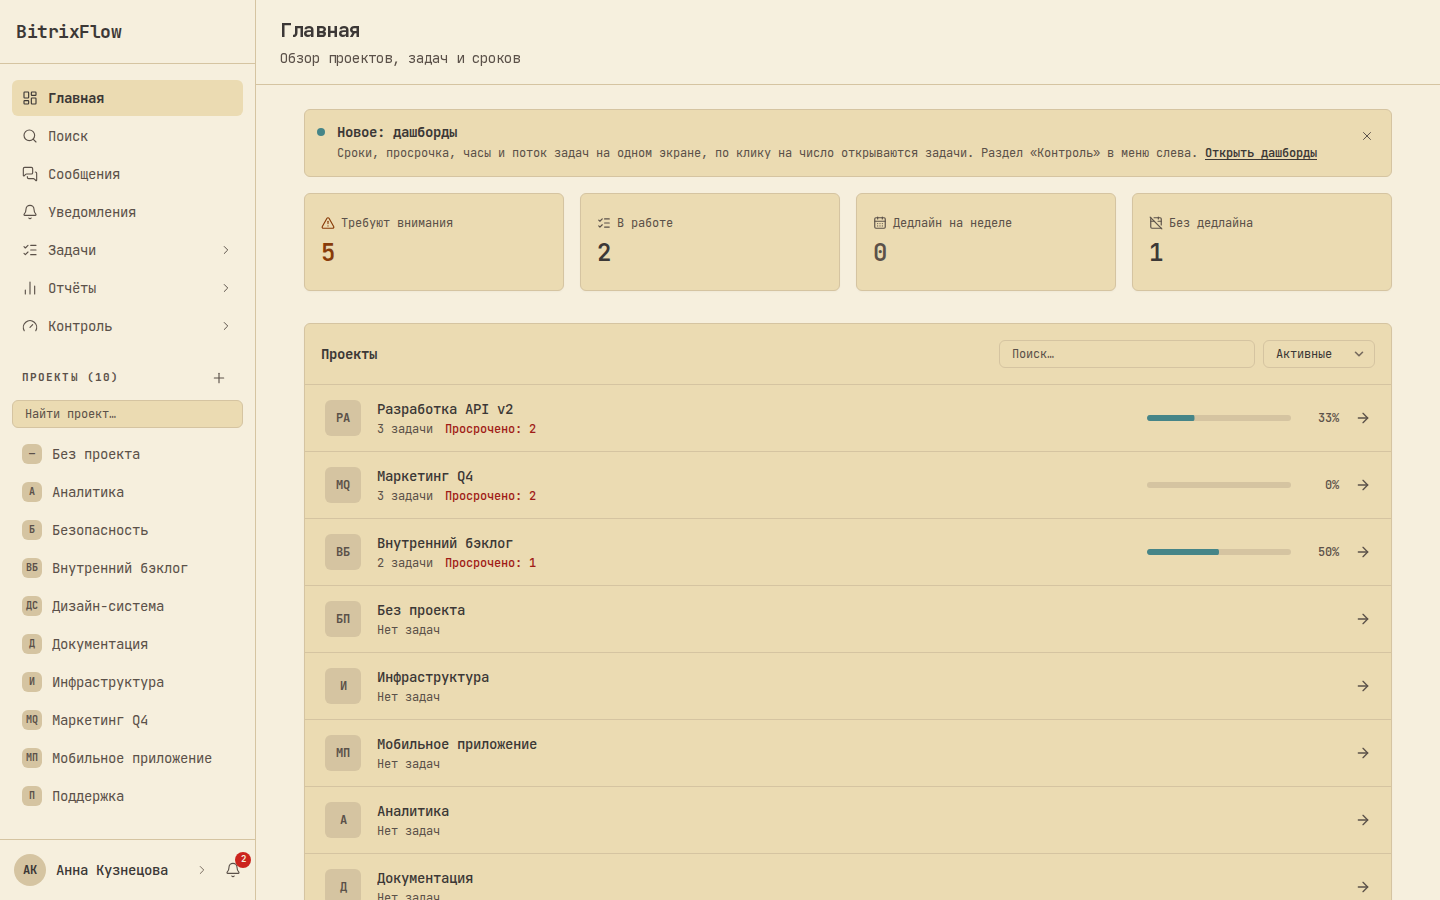 BitrixFlow
Главная
Поиск
Сообщения
Уведомления
Задачи
Отчёты
Контроль
ПРОЕКТЫ (10)
Найти проект…
— Без проекта
А Аналитика
Б Безопасность
ВБ Внутренний бэклог
ДС Дизайн-система
Д Документация
И Инфраструктура
MQ Маркетинг Q4
МП Мобильное приложение
П Поддержка
АК Анна Кузнецова
2
Главная
Обзор проектов, задач и сроков
Новое: дашборды
Сроки, просрочка, часы и поток задач на одном экране, по клику на число открываются задачи. Раздел «Контроль» в меню слева. Открыть дашборды
Требуют внимания
5
В работе
2
Дедлайн на неделе
0
Без дедлайна
1
Проекты
Поиск…
Активные
РА
Разработка API v2
3 задачи Просрочено: 2
33%
MQ
Маркетинг Q4
3 задачи Просрочено: 2
0%
ВБ
Внутренний бэклог
2 задачи Просрочено: 1
50%
БП
Без проекта
Нет задач
И
Инфраструктура
Нет задач
МП
Мобильное приложение
Нет задач
А
Аналитика
Нет задач
Д
Документация
Нет задач